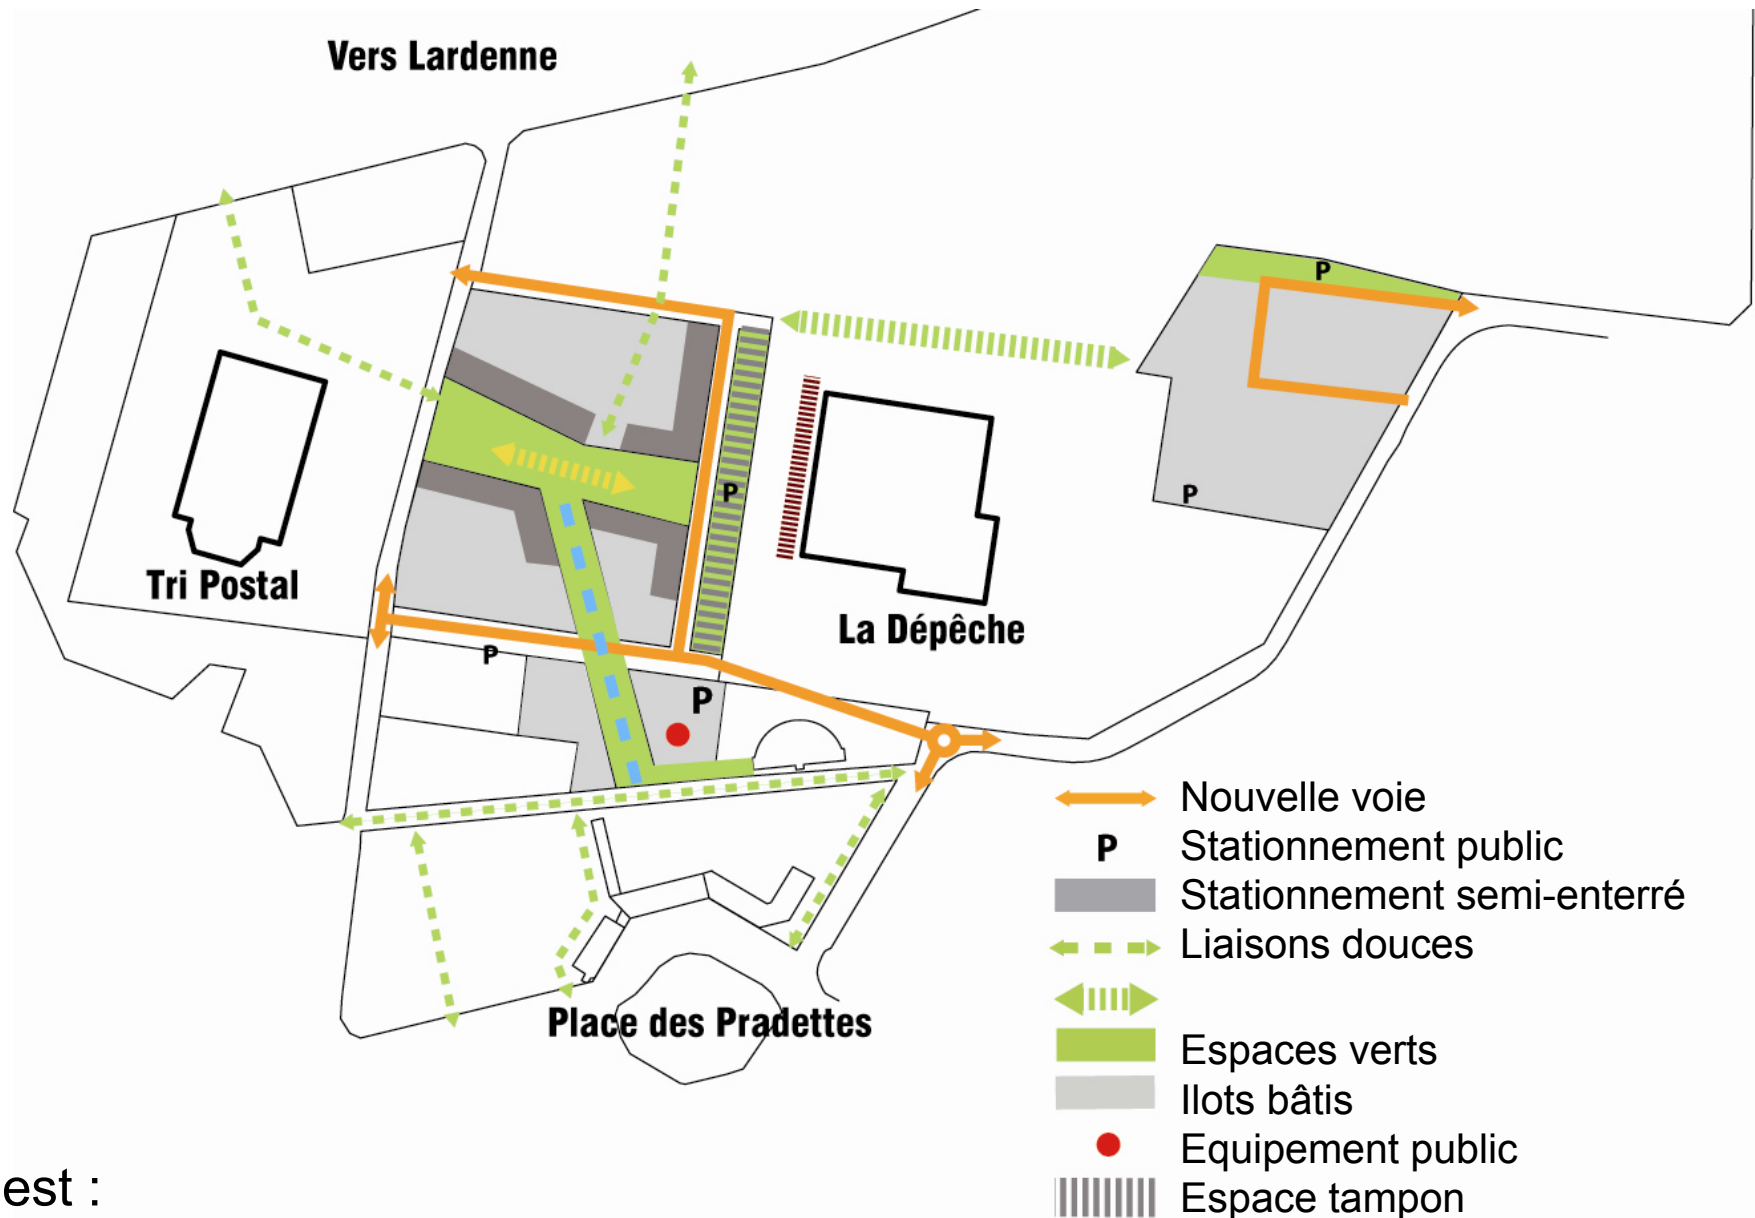 Vers Lardenne
P
P
P
Tri Postal
La Dépêche
P
P
Nouvelle voie
P Stationnement public
Stationnement semi-enterré
Liaisons douces
Place des Pradettes
Espaces verts
Ilots bâtis
Equipement public
est :
Espace tampon